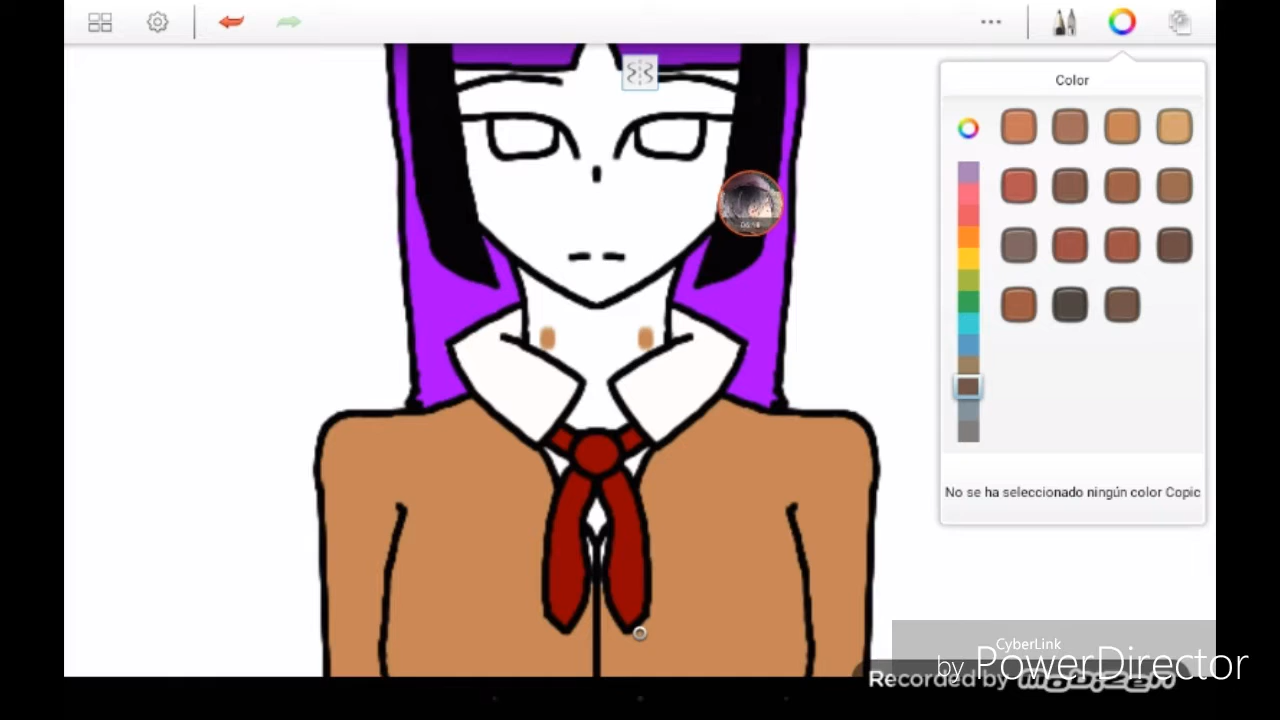 Color
No se ha seleccionado ningún color Copic
CyberLink
by PowerDirector
Recorded by